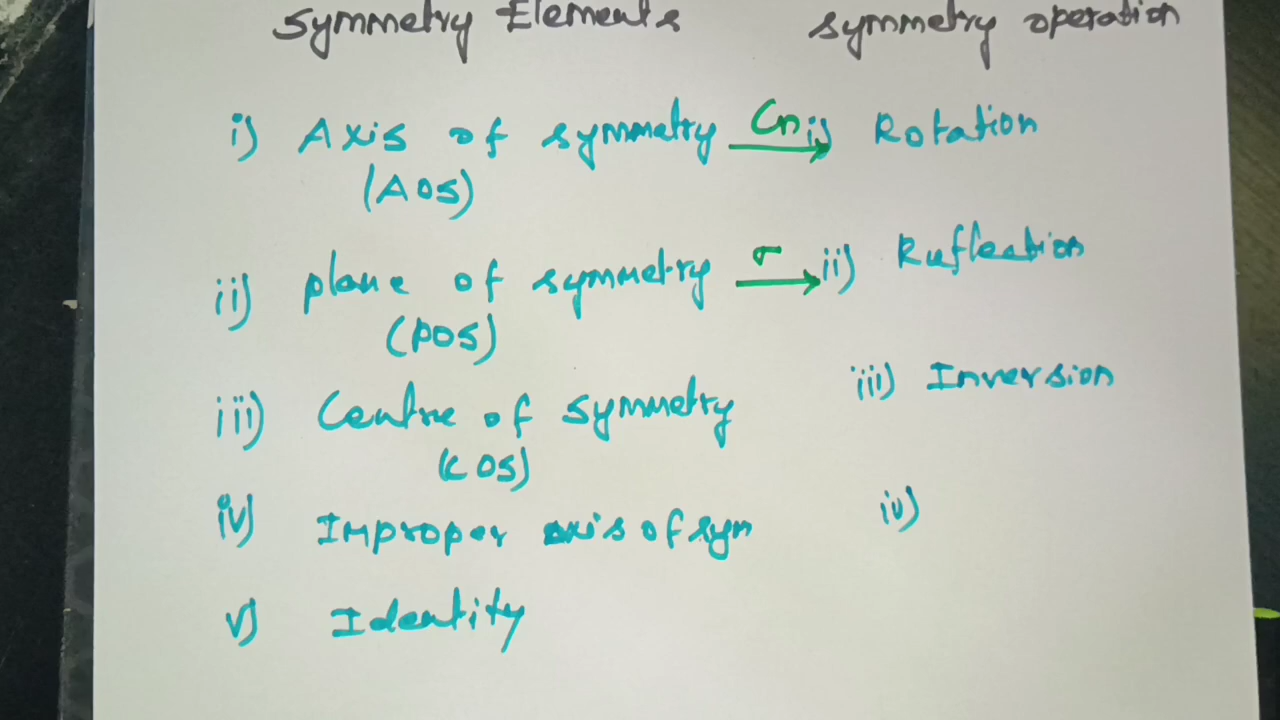 Symmetry Elements symmetry operation
i) Axis of symmetry Cn i) Rotation
(AOS)
ii) plane of symmetry σ ii) Reflection
(POS)
iii) Centre of symmetry iii) Inversion
(COS)
iv) Improper axis of sym iv)
v) Identity